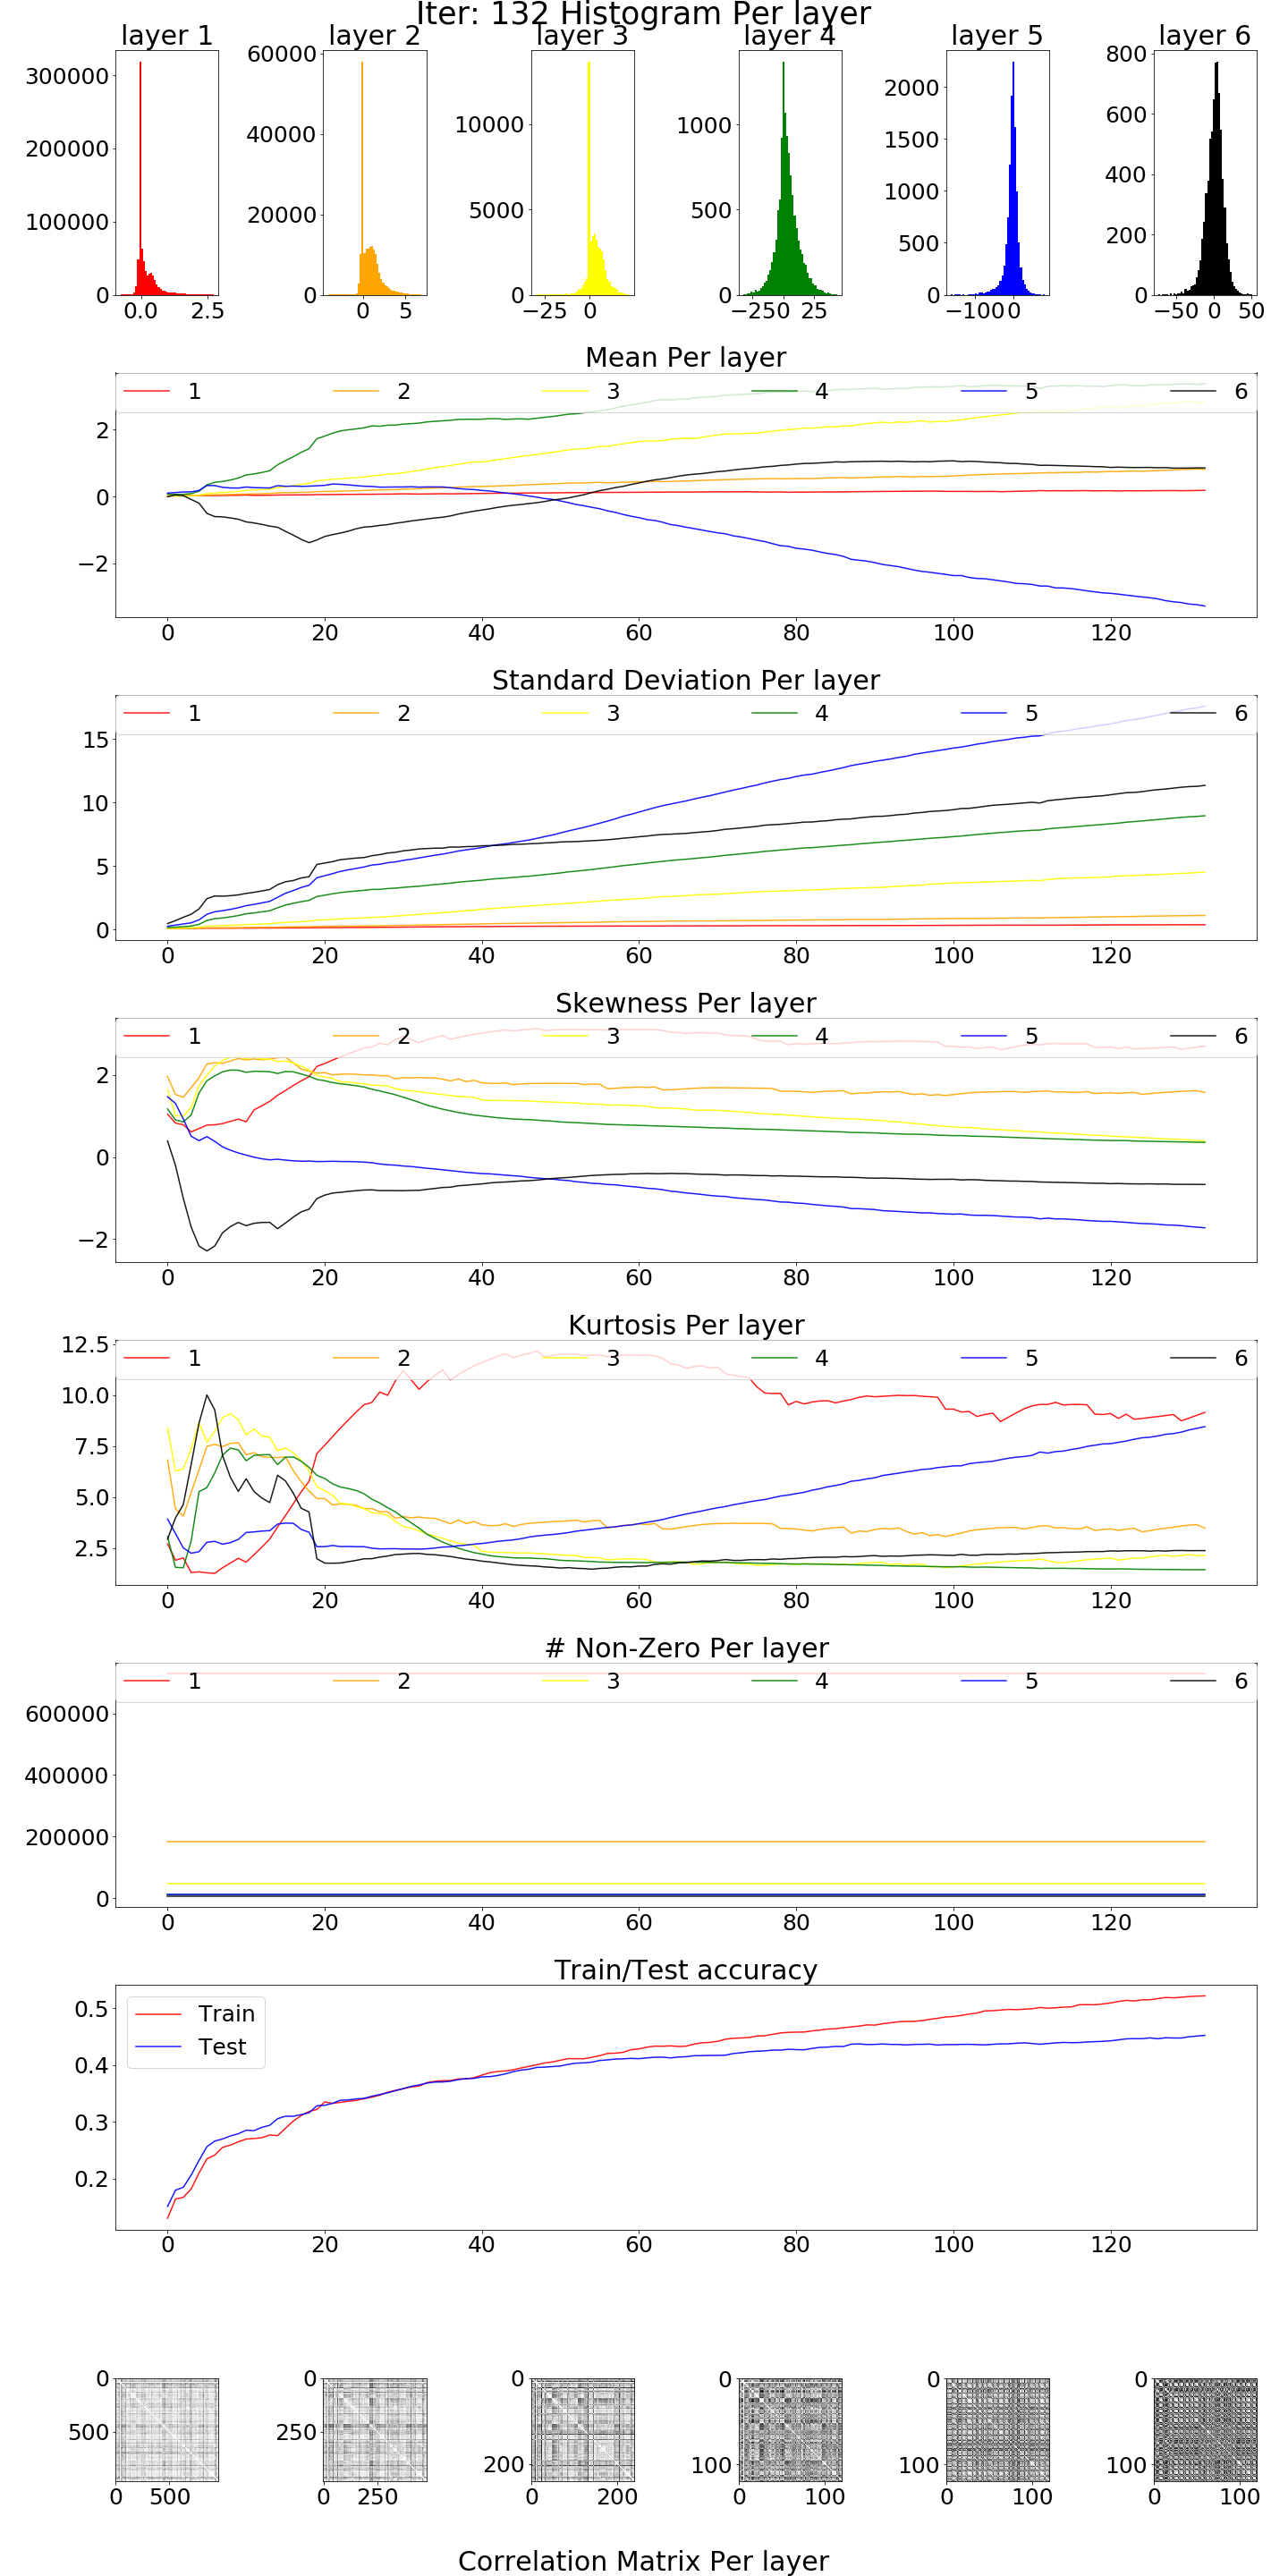 Iter: 132 Histogram Per layer
layer 1 layer 2 layer 3 layer 4 layer 5 layer 6
300000 200000 100000 0 0.0 2.5
60000 40000 20000 0 0 5
10000 5000 0 −25 0
1000 500 0 −25 0 25
2000 1500 1000 500 0 −100 0
800 600 400 200 0 −50 0 50
Mean Per layer
1 2 3 4 5 6
2
0
−2
0 20 40 60 80 100 120
Standard Deviation Per layer
1 2 3 4 5 6
15
10
5
0
0 20 40 60 80 100 120
Skewness Per layer
1 2 3 4 5 6
2
0
−2
0 20 40 60 80 100 120
Kurtosis Per layer
12.5
1 2 3 4 5 6
10.0
7.5
5.0
2.5
0 20 40 60 80 100 120
# Non-Zero Per layer
1 2 3 4 5 6
600000
400000
200000
0
0 20 40 60 80 100 120
Train/Test accuracy
0.5
Train
Test
0.4
0.3
0.2
0 20 40 60 80 100 120
0 500 0 500
0 250 0 250
0 200 0 200
0 100 0 100
0 100 0 100
0 100 0 100
Correlation Matrix Per layer